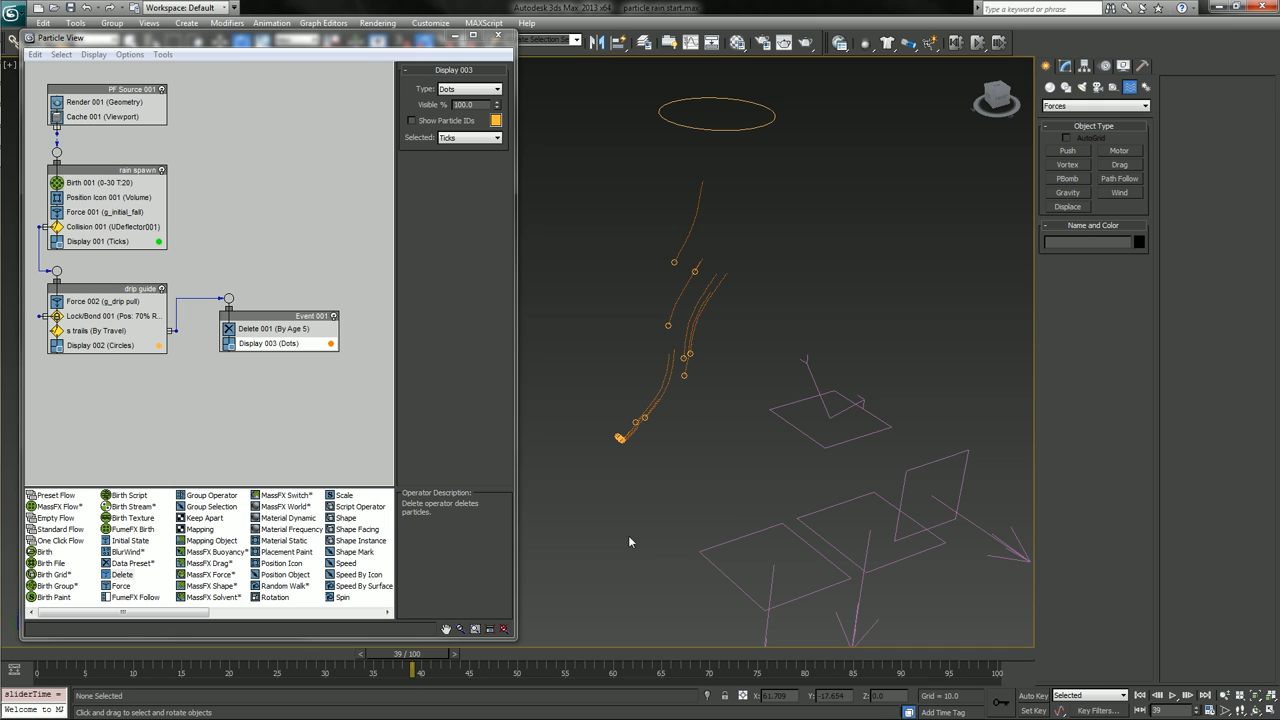 Workspace: Default
Autodesk 3ds Max 2013 x64
particle rain start.max
Type a keyword or phrase
Edit Tools Group Views Create Modifiers Animation Graph Editors Rendering Customize MAXScript Help
Particle View
Edit Select Display Options Tools
PF Source 001
Render 001 (Geometry)
Cache 001 (Viewport)
rain spawn
Birth 001 (0-30 T:20)
Position Icon 001 (Volume)
Force 001 (g_initial_fall)
Collision 001 (UDeflector001)
Display 001 (Ticks)
drip guide
Force 002 (g_drip pull)
Lock/Bond 001 (Pos: 70% R...
s trails (By Travel)
Display 002 (Circles)
Event 001
Delete 001 (By Age 5)
Display 003 (Dots)
Display 003
Type: Dots
Visible % 100.0
Show Particle IDs
Selected: Ticks
Forces
Object Type
AutoGrid
Push Motor
Vortex Drag
PBomb Path Follow
Gravity Wind
Displace
Name and Color
Preset Flow Birth Script Group Operator MassFX Switch* Scale
MassFX Flow* Birth Stream* Group Selection MassFX World* Script Operator
Empty Flow Birth Texture Keep Apart Material Dynamic Shape
Standard Flow FumeFX Birth Mapping Material Frequency Shape Facing
One Click Flow Initial State Mapping Object Material Static Shape Instance
Birth BlurWind* MassFX Buoyancy* Placement Paint Shape Mark
Birth File Data Preset* MassFX Drag* Position Icon Speed
Birth Grid* Delete MassFX Force* Position Object Speed By Icon
Birth Group* Force MassFX Shape* Random Walk* Speed By Surface
Birth Paint FumeFX Follow MassFX Solvent* Rotation Spin
Operator Description:
Delete operator deletes
particles.
39 / 100
0 5 10 15 20 25 30 35 40 45 50 55 60 65 70 75 80 85 90 95 100
sliderTime =
Welcome to M
None Selected
Click and drag to select and rotate objects
X: 61.709 Y: -17.654 Z: 0.0
Grid = 10.0
Add Time Tag
Auto Key Selected
Set Key Key Filters...
39